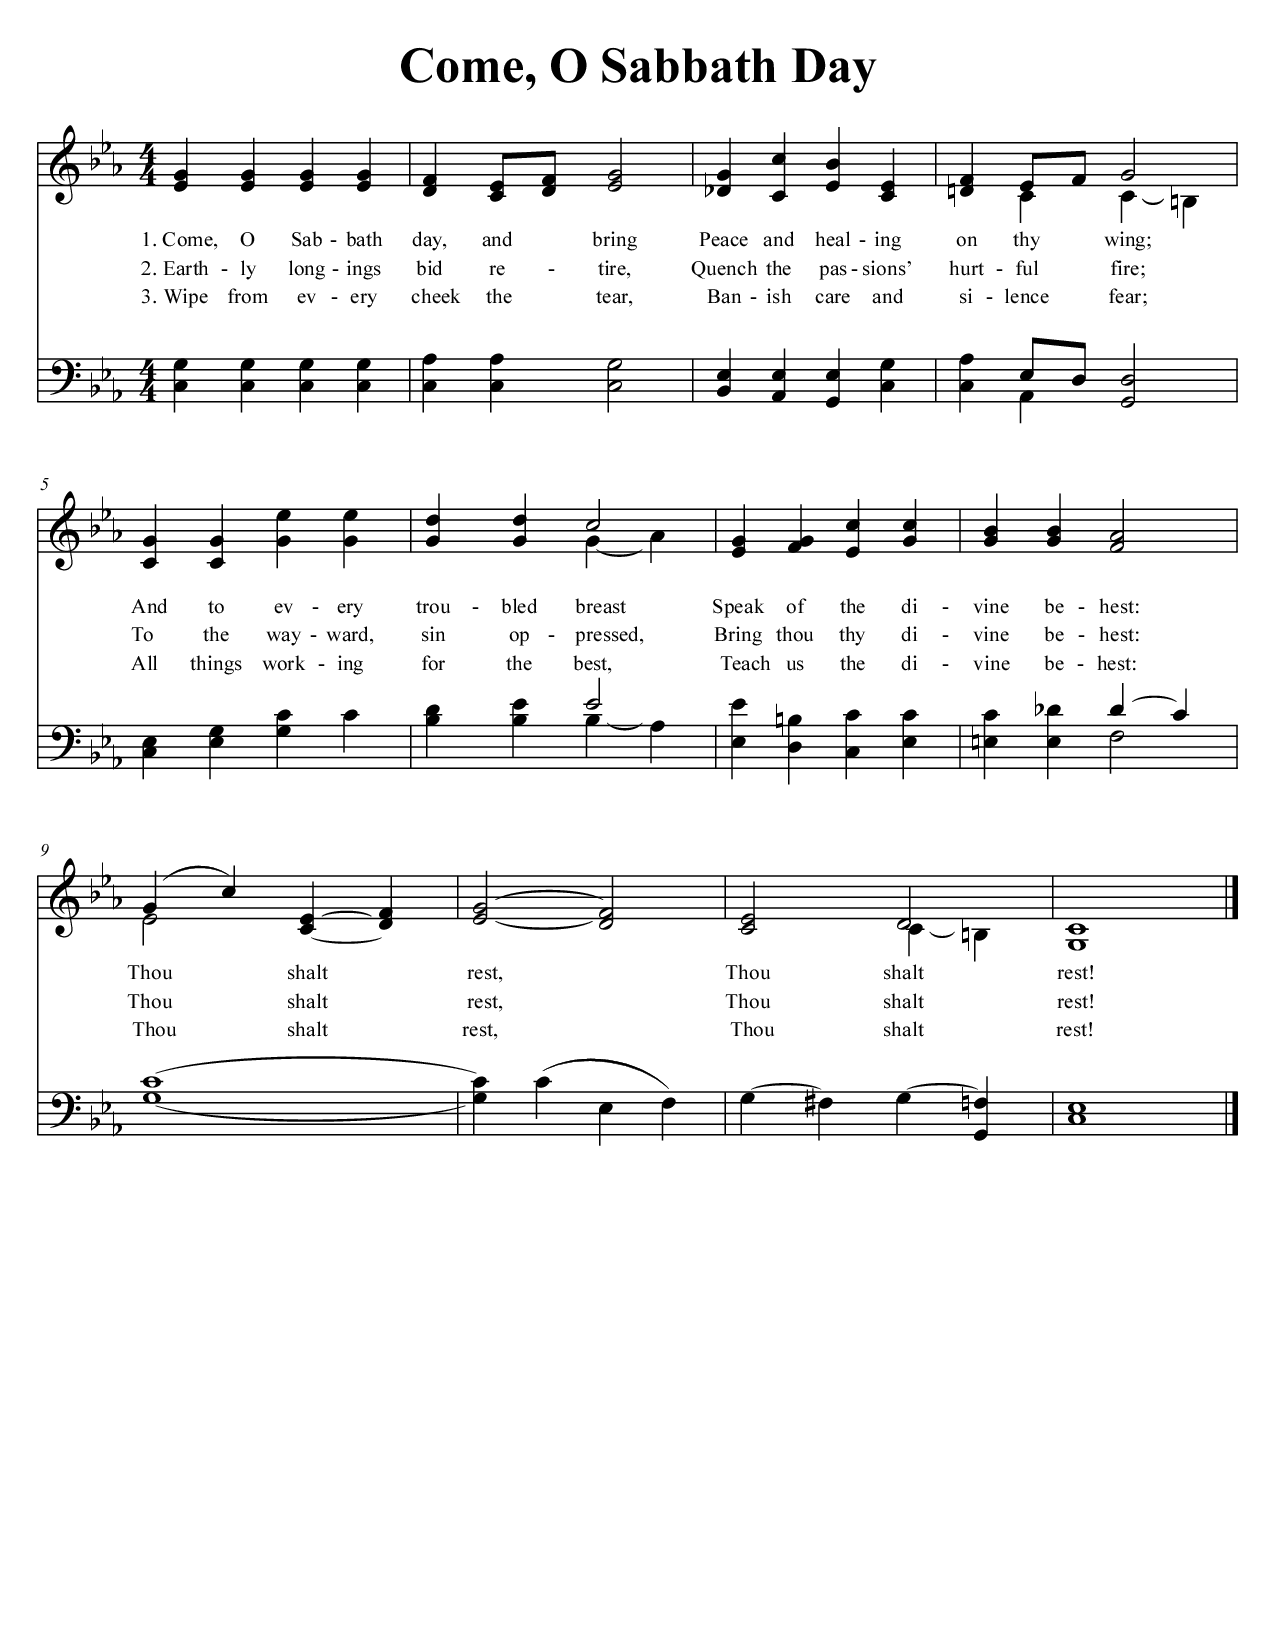 Come, O Sabbath Day
4 4
1. Come, O Sab - bath day, and bring Peace and heal - ing on thy wing;
2. Earth - ly long - ings bid re - tire, Quench the pas - sions’ hurt - ful fire;
3. Wipe from ev - ery cheek the tear, Ban - ish care and si - lence fear;
4 4
5
And to ev - ery trou - bled breast Speak of the di - vine be - hest:
To the way - ward, sin op - pressed, Bring thou thy di - vine be - hest:
All things work - ing for the best, Teach us the di - vine be - hest:
9
Thou shalt rest, Thou shalt rest!
Thou shalt rest, Thou shalt rest!
Thou shalt rest, Thou shalt rest!